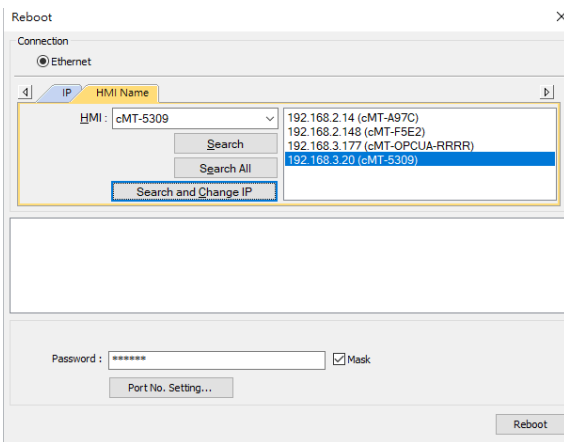 Reboot
Connection
Ethernet
IP
HMI Name
HMI : cMT-5309
Search
Search All
Search and Change IP
192.168.2.14 (cMT-A97C)
192.168.2.148 (cMT-F5E2)
192.168.3.177 (cMT-OPCUA-RRRR)
192.168.3.20 (cMT-5309)
Password : ******
Mask
Port No. Setting...
Reboot